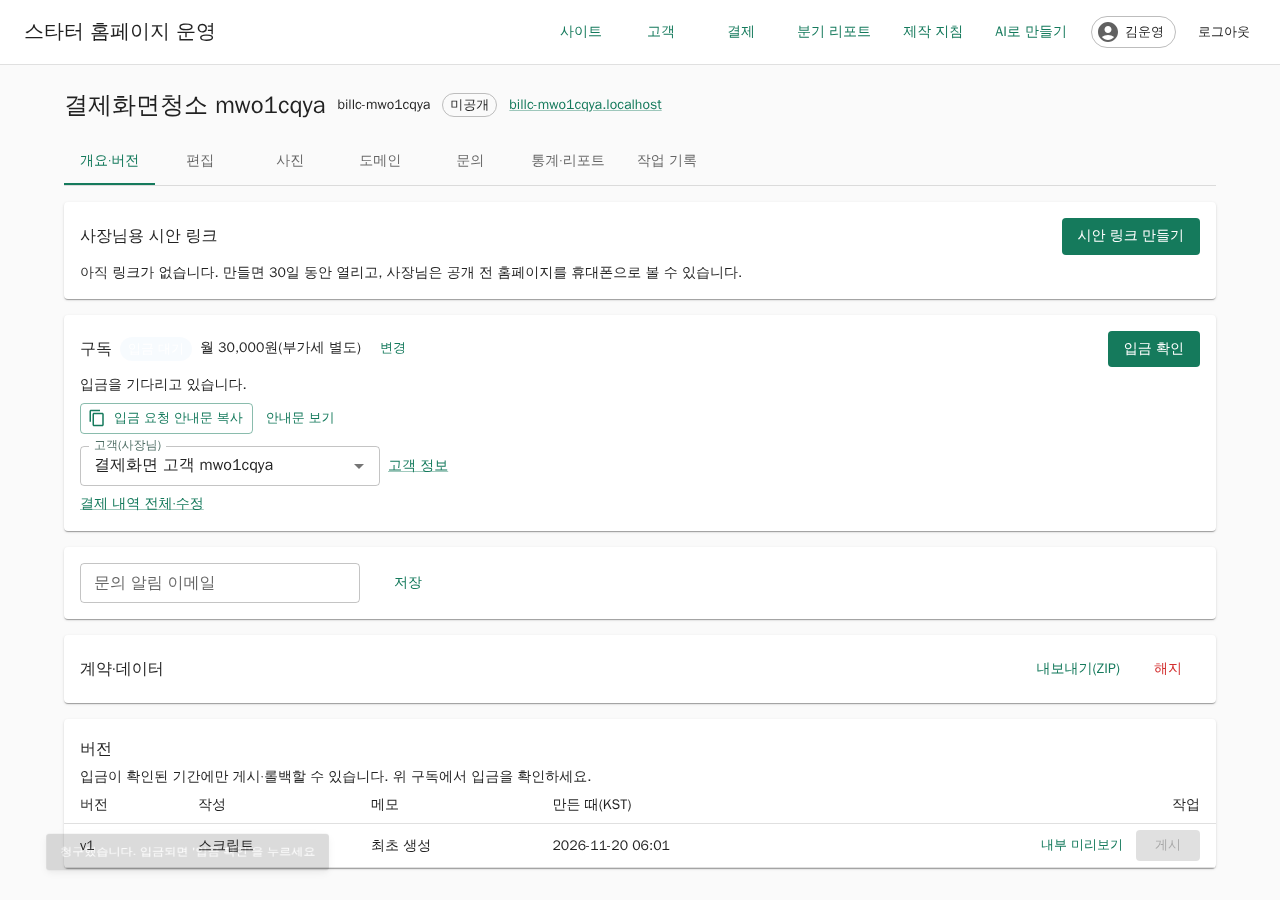 스타터 홈페이지 운영
사이트 고객 결제 분기 리포트 제작 지침 AI로 만들기 김운영 로그아웃
결제화면청소 mwo1cqya billc-mwo1cqya 미공개 billc-mwo1cqya.localhost
개요·버전 편집 사진 도메인 문의 통계·리포트 작업 기록
사장님용 시안 링크 시안 링크 만들기
아직 링크가 없습니다. 만들면 30일 동안 열리고, 사장님은 공개 전 홈페이지를 휴대폰으로 볼 수 있습니다.
구독 월 30,000원(부가세 별도) 변경 입금 확인
입금을 기다리고 있습니다.
입금 요청 안내문 복사 안내문 보기
고객(사장님)
결제화면 고객 mwo1cqya 고객 정보
결제 내역 전체·수정
문의 알림 이메일 저장
계약·데이터 내보내기(ZIP) 해지
버전
입금이 확인된 기간에만 게시·롤백할 수 있습니다. 위 구독에서 입금을 확인하세요.
버전 작성 메모 만든 때(KST) 작업
v1 스크립트 최초 생성 2026-11-20 06:01 내부 미리보기 게시
입금되면 누르세요